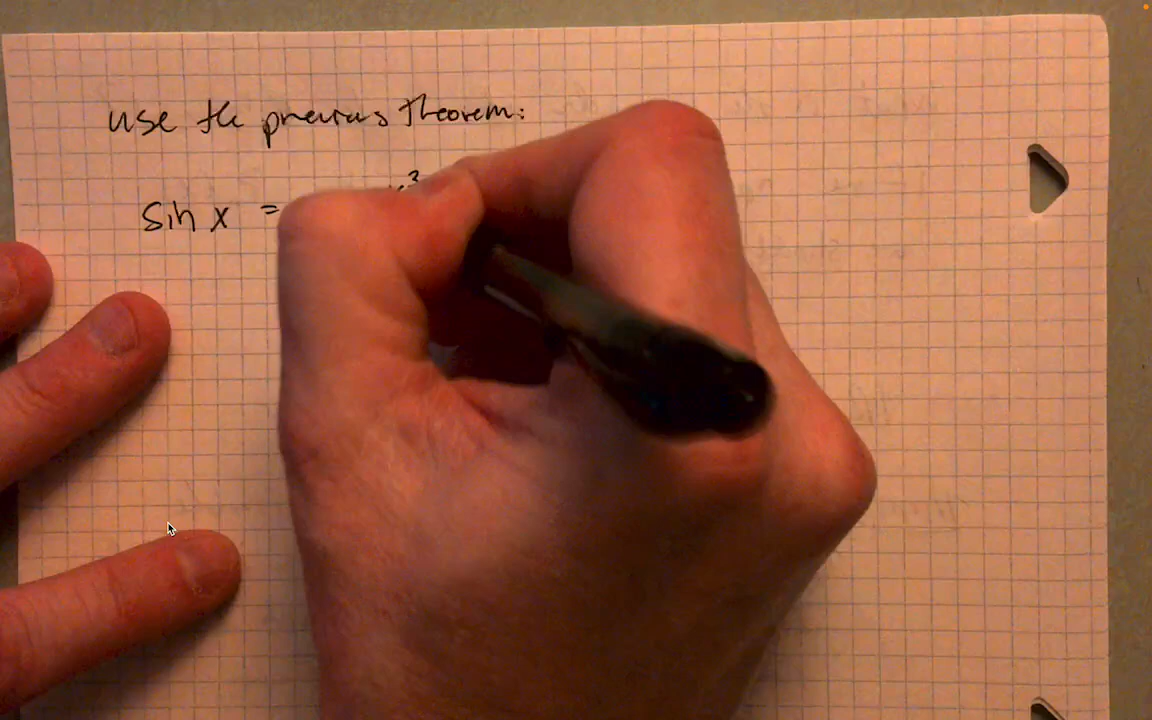 use the previous theorem:
sin x =